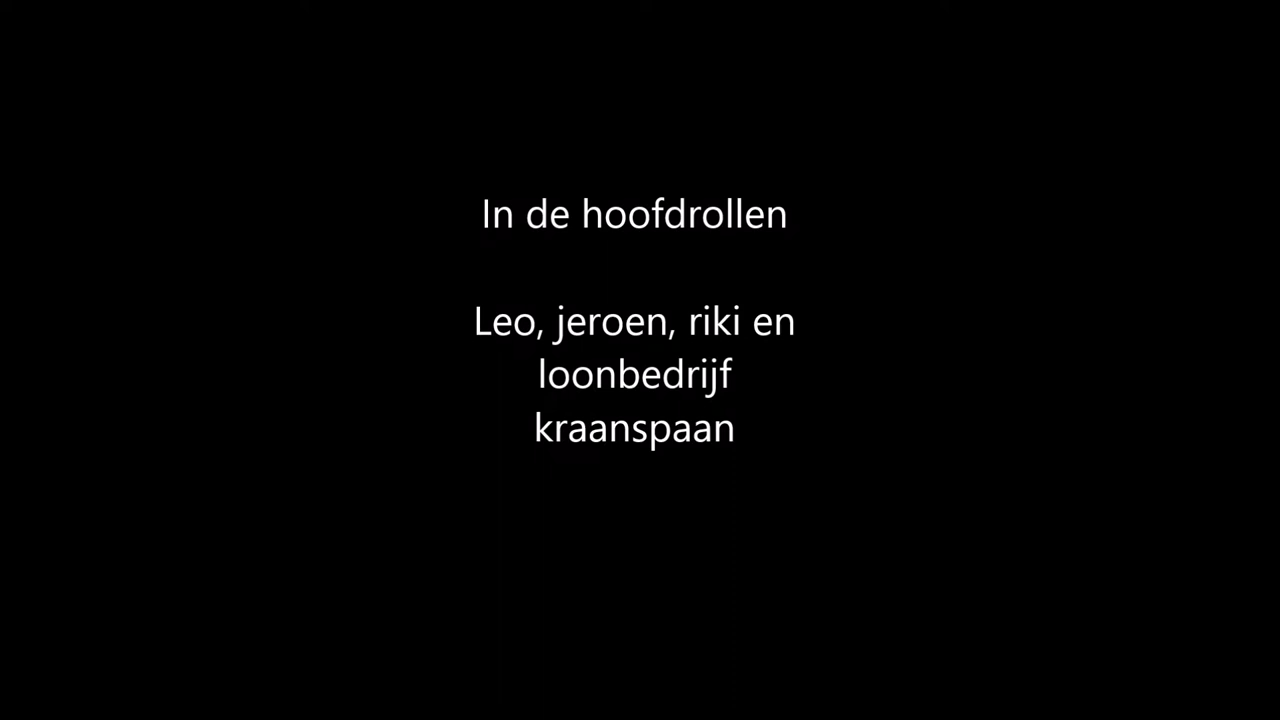 In de hoofdrollen
Leo, jeroen, riki en
loonbedrijf
kraanspaan